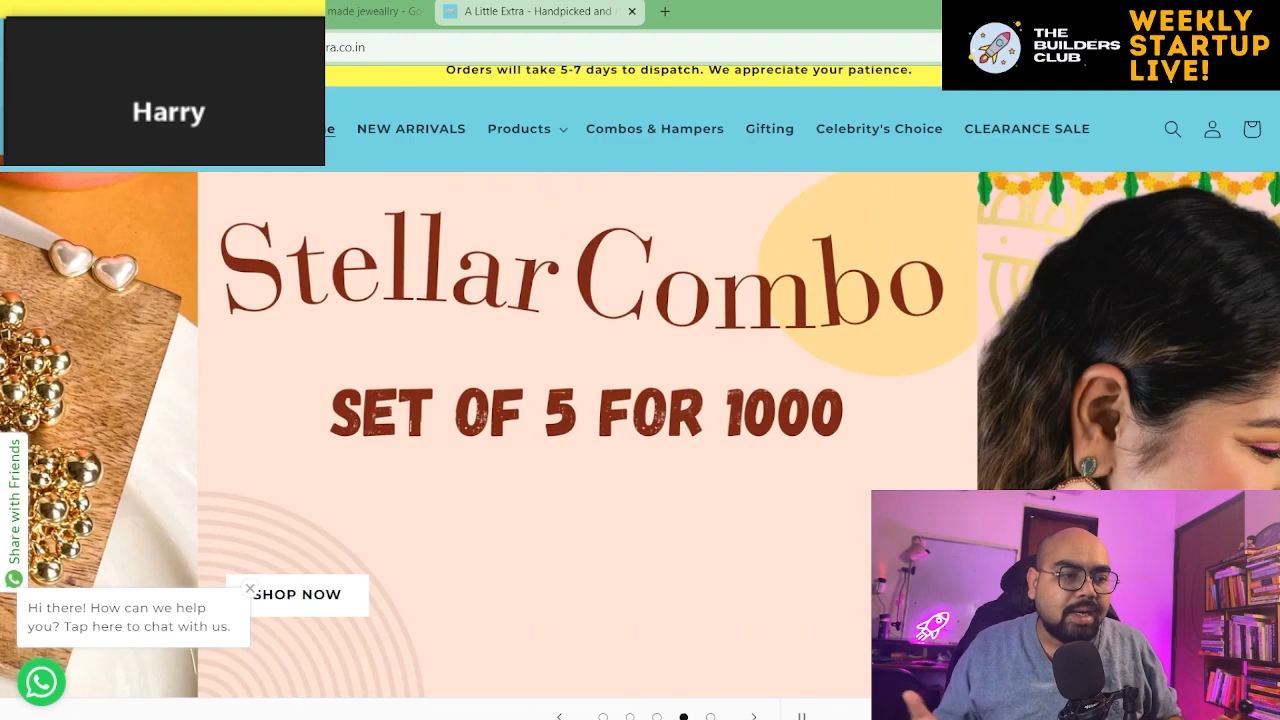 made jeweallry - Go
A Little Extra - Handpicked and
ra.co.in
Harry
THE
BUILDERS
CLUB
WEEKLY
STARTUP
LIVE!
Orders will take 5-7 days to dispatch. We appreciate your patience.
NEW ARRIVALS
Products
Combos & Hampers
Gifting
Celebrity's Choice
CLEARANCE SALE
Stellar Combo
SET OF 5 FOR 1000
Share with Friends
SHOP NOW
Hi there! How can we help
you? Tap here to chat with us.